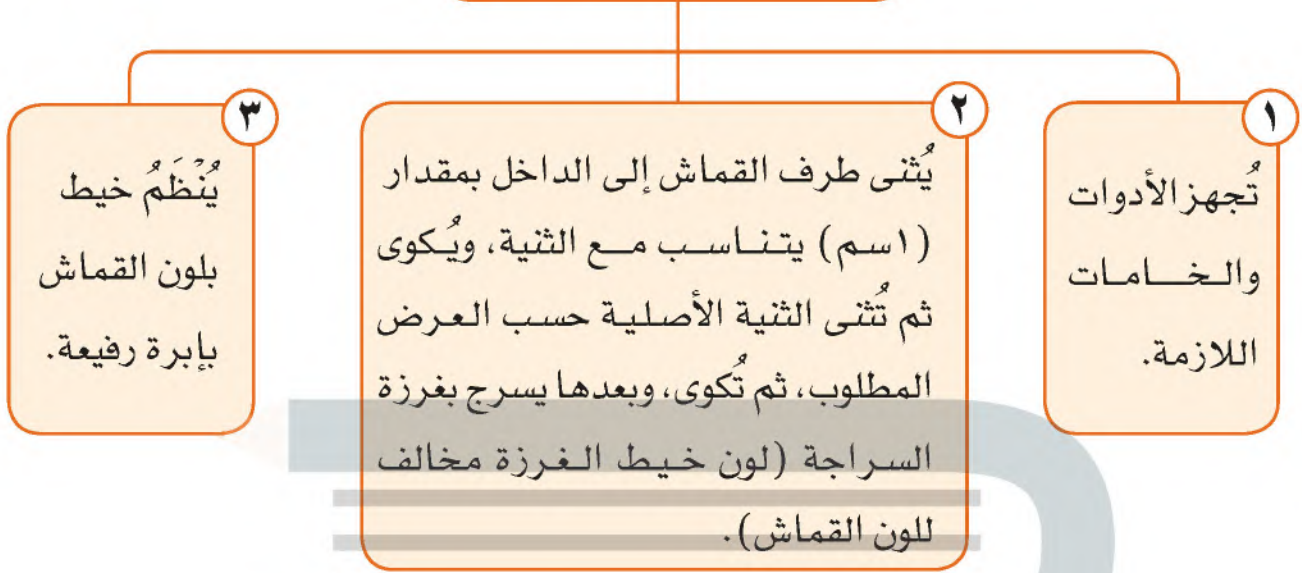 ١
تُجهز الأدوات
والخامات
اللازمة.
٢
يُثنى طرف القماش إلى الداخل بمقدار
(١سم) يتناسب مع الثنية، ويُكوى
ثم تُثنى الثنية الأصلية حسب العرض
المطلوب، ثم تُكوى، وبعدها يسرج بغرزة
السراجة (لون خيط الغرزة مخالف
للون القماش).
٣
يُنْظَمُ خيط
بلون القماش
بإبرة رفيعة.